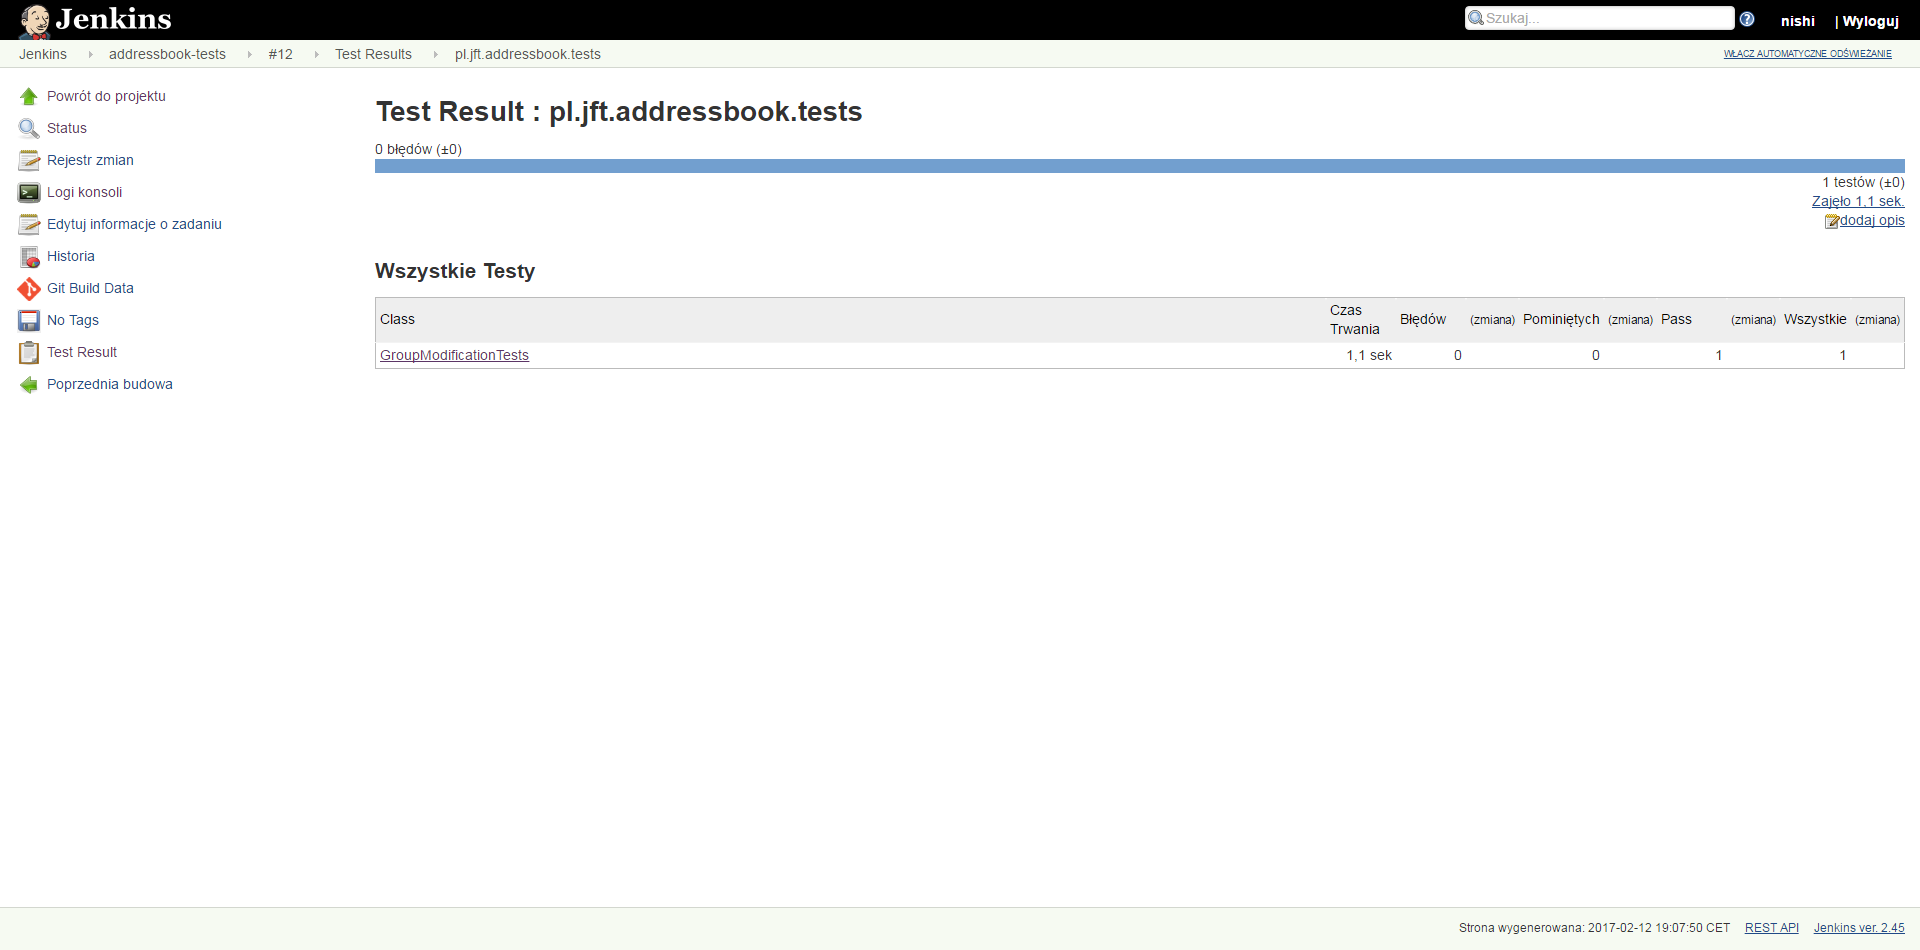 Jenkins
Szukaj...
nishi
| Wyloguj
Jenkins
addressbook-tests
#12
Test Results
pl.jft.addressbook.tests
WŁĄCZ AUTOMATYCZNE ODŚWIEŻANIE
Powrót do projektu
Status
Rejestr zmian
Logi konsoli
Edytuj informacje o zadaniu
Historia
Git Build Data
No Tags
Test Result
Poprzednia budowa
Test Result : pl.jft.addressbook.tests
0 błędów (±0)
1 testów (±0)
Zajęło 1,1 sek.
dodaj opis
Wszystkie Testy
Class Czas Trwania Błędów (zmiana) Pominiętych (zmiana) Pass (zmiana) Wszystkie (zmiana)
GroupModificationTests 1,1 sek 0 0 1 1
Strona wygenerowana: 2017-02-12 19:07:50 CET REST API Jenkins ver. 2.45